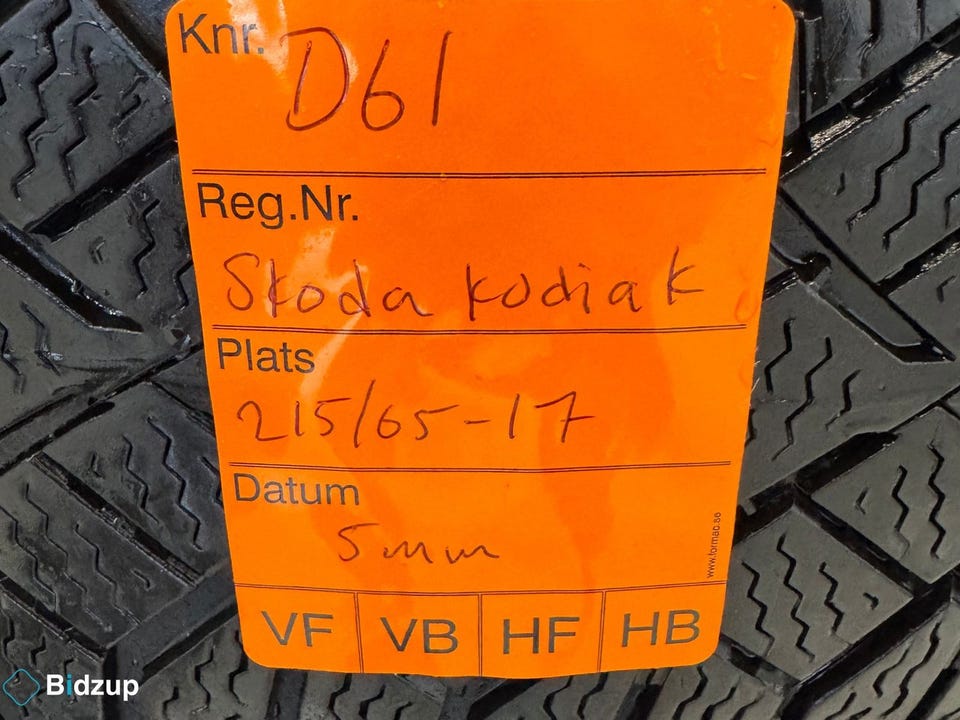 Knr. D61
Reg.Nr.
Skoda kodiak
Plats
215/65-17
Datum
5mm
www.formab.se
VF VB HF HB
Bidzup